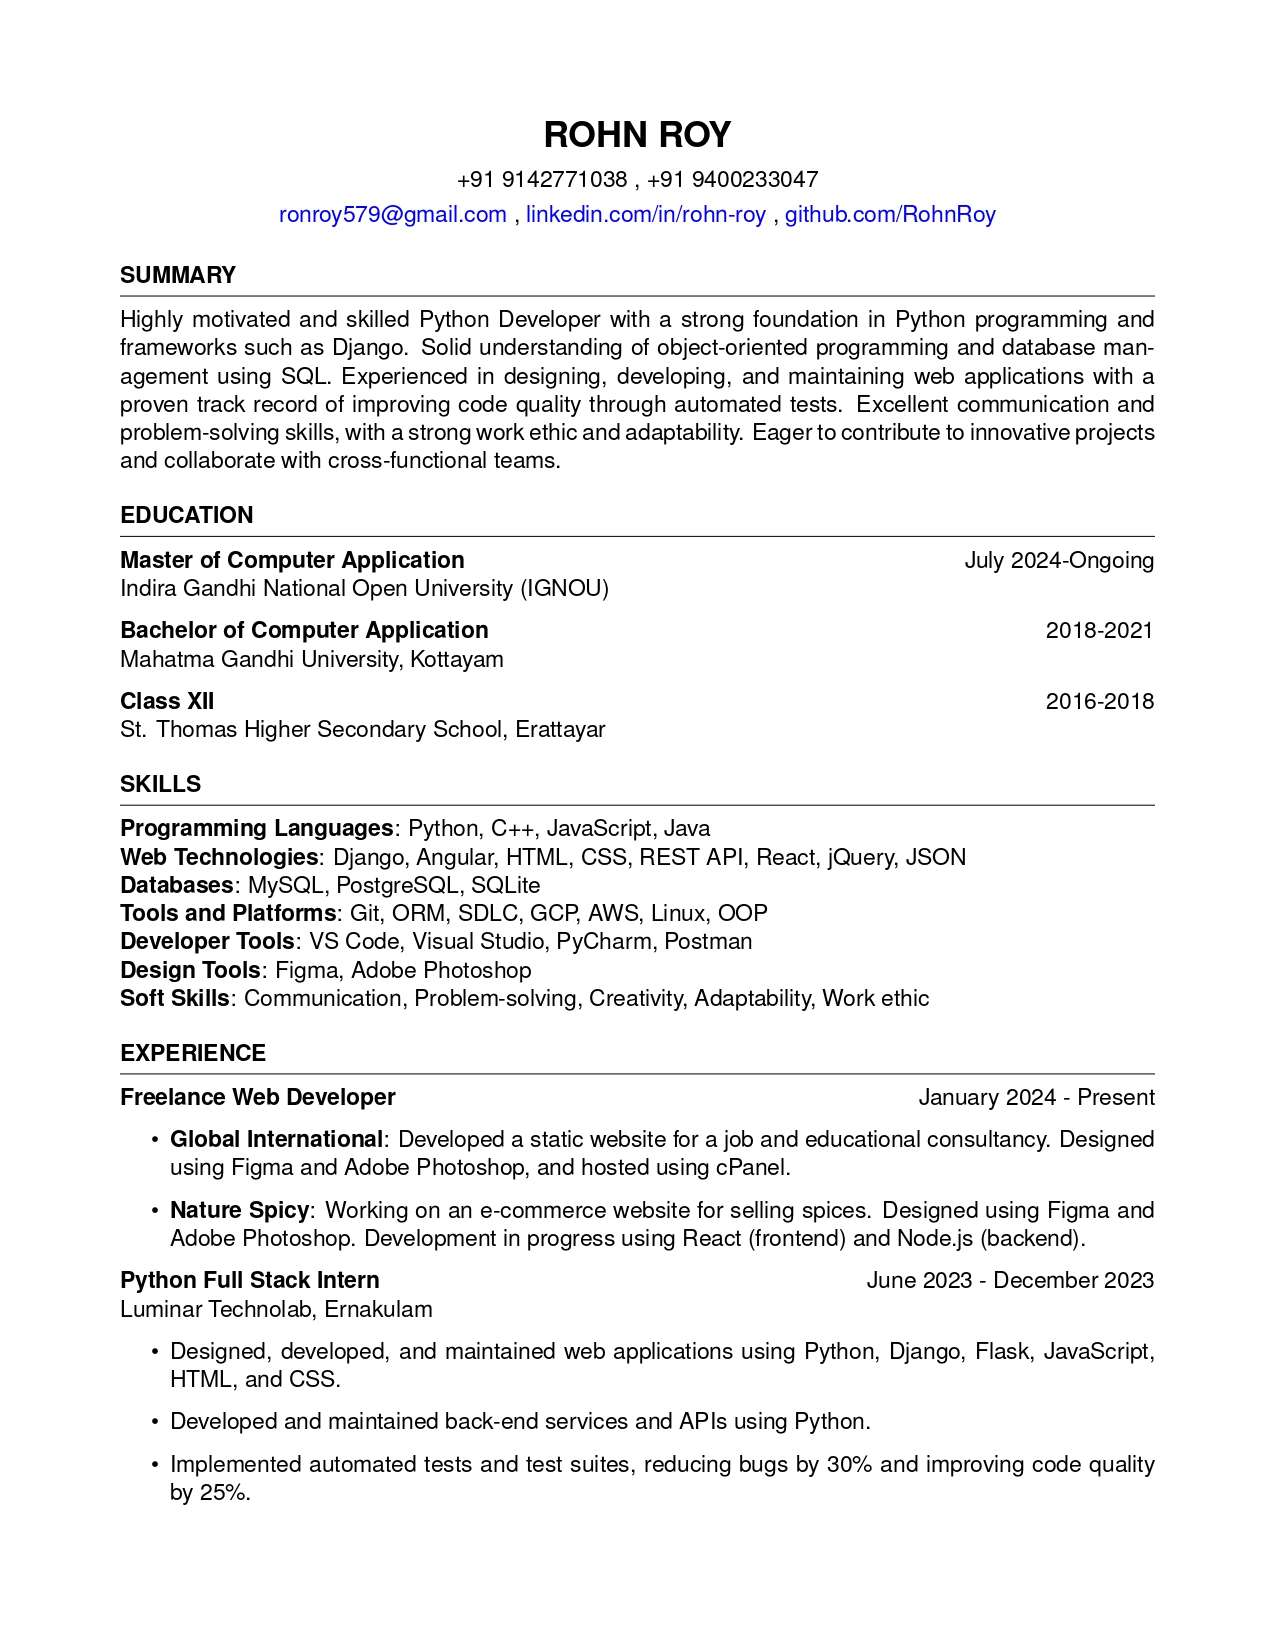 ROHN ROY
+91 9142771038 , +91 9400233047
ronroy579@gmail.com , linkedin.com/in/rohn-roy , github.com/RohnRoy
SUMMARY
Highly motivated and skilled Python Developer with a strong foundation in Python programming and
frameworks such as Django. Solid understanding of object-oriented programming and database man-
agement using SQL. Experienced in designing, developing, and maintaining web applications with a
proven track record of improving code quality through automated tests. Excellent communication and
problem-solving skills, with a strong work ethic and adaptability. Eager to contribute to innovative projects
and collaborate with cross-functional teams.
EDUCATION
Master of Computer Application July 2024-Ongoing
Indira Gandhi National Open University (IGNOU)
Bachelor of Computer Application 2018-2021
Mahatma Gandhi University, Kottayam
Class XII 2016-2018
St. Thomas Higher Secondary School, Erattayar
SKILLS
Programming Languages: Python, C++, JavaScript, Java
Web Technologies: Django, Angular, HTML, CSS, REST API, React, jQuery, JSON
Databases: MySQL, PostgreSQL, SQLite
Tools and Platforms: Git, ORM, SDLC, GCP, AWS, Linux, OOP
Developer Tools: VS Code, Visual Studio, PyCharm, Postman
Design Tools: Figma, Adobe Photoshop
Soft Skills: Communication, Problem-solving, Creativity, Adaptability, Work ethic
EXPERIENCE
Freelance Web Developer January 2024 - Present
• Global International: Developed a static website for a job and educational consultancy. Designed
using Figma and Adobe Photoshop, and hosted using cPanel.
• Nature Spicy: Working on an e-commerce website for selling spices. Designed using Figma and
Adobe Photoshop. Development in progress using React (frontend) and Node.js (backend).
Python Full Stack Intern June 2023 - December 2023
Luminar Technolab, Ernakulam
• Designed, developed, and maintained web applications using Python, Django, Flask, JavaScript,
HTML, and CSS.
• Developed and maintained back-end services and APIs using Python.
• Implemented automated tests and test suites, reducing bugs by 30% and improving code quality
by 25%.